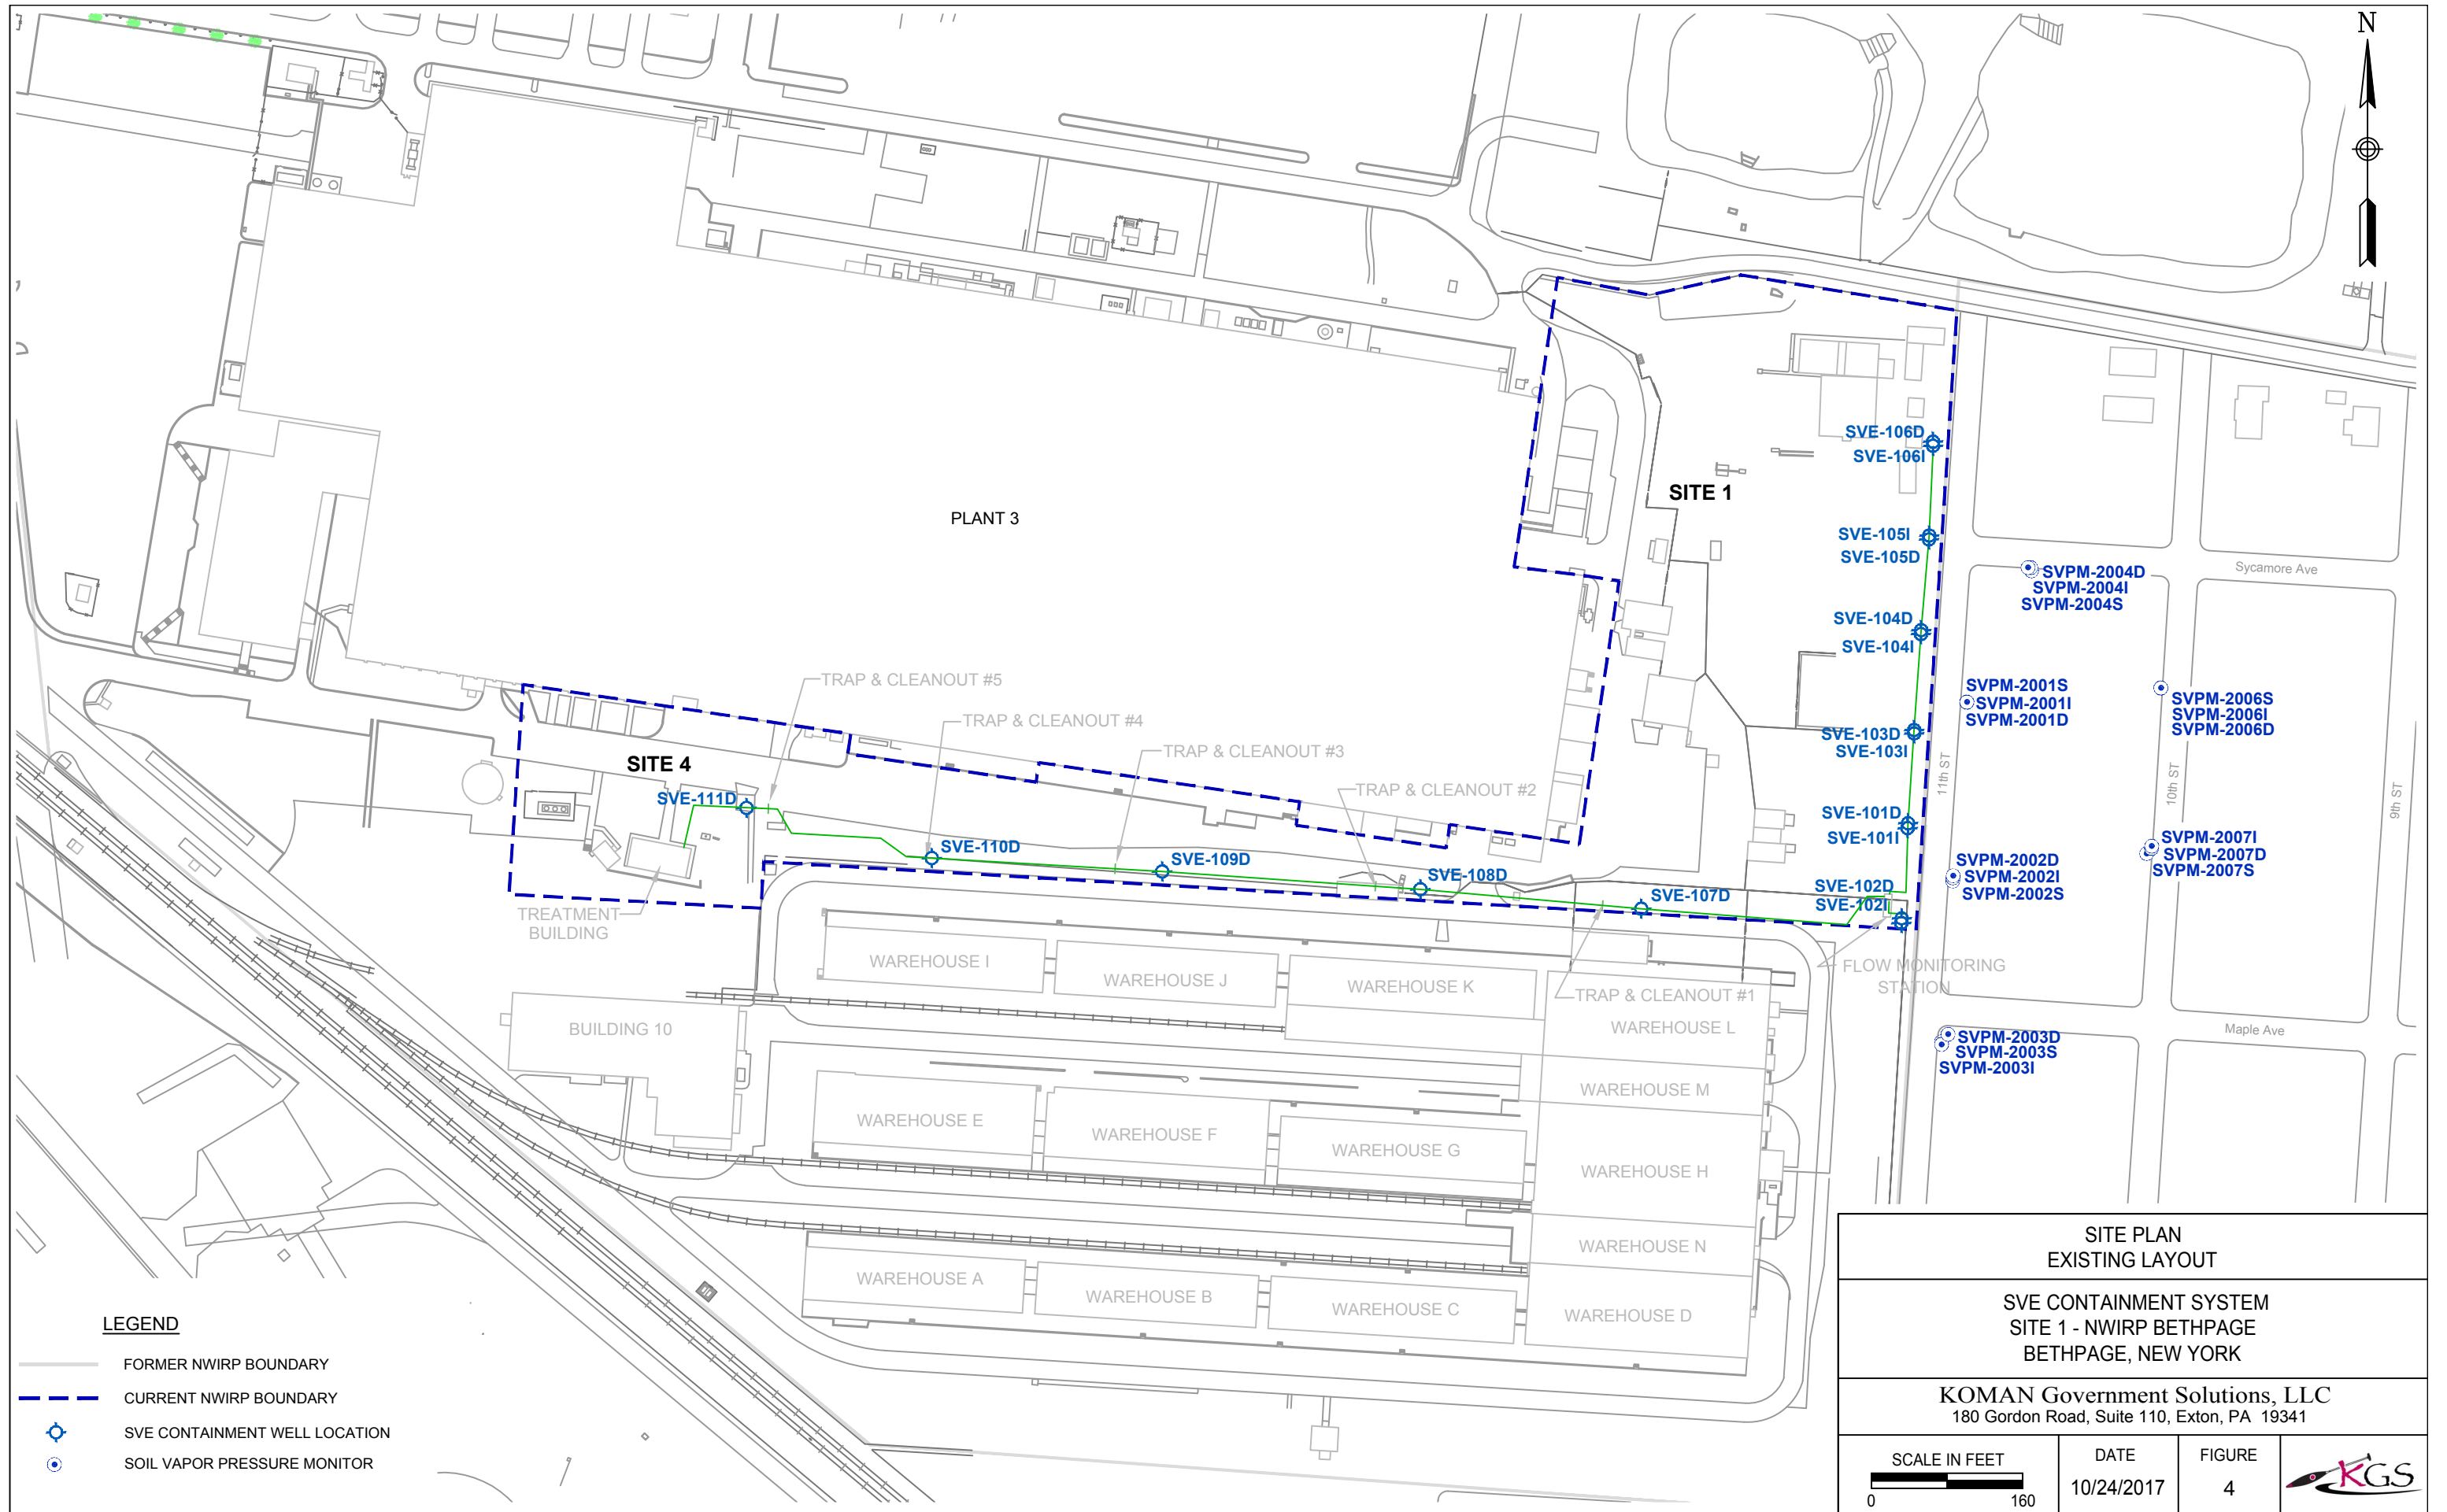 N
PLANT 3
SITE 1
SVE-106D
SVE-106I
SVE-105I
SVE-105D
SVE-104D
SVE-104I
SVE-103D
SVE-103I
SVE-101D
SVE-101I
SVE-102D
SVE-102I
SVPM-2004D
SVPM-2004I
SVPM-2004S
Sycamore Ave
SVPM-2001S
SVPM-2001I
SVPM-2001D
SVPM-2006S
SVPM-2006I
SVPM-2006D
11th ST
10th ST
9th ST
SVPM-2007I
SVPM-2007D
SVPM-2007S
SVPM-2002D
SVPM-2002I
SVPM-2002S
Maple Ave
SVPM-2003D
SVPM-2003S
SVPM-2003I
TRAP & CLEANOUT #5
TRAP & CLEANOUT #4
TRAP & CLEANOUT #3
TRAP & CLEANOUT #2
TRAP & CLEANOUT #1
SITE 4
SVE-111D
SVE-110D
SVE-109D
SVE-108D
SVE-107D
FLOW MONITORING
STATION
TREATMENT
BUILDING
BUILDING 10
WAREHOUSE I
WAREHOUSE J
WAREHOUSE K
WAREHOUSE L
WAREHOUSE M
WAREHOUSE E
WAREHOUSE F
WAREHOUSE G
WAREHOUSE H
WAREHOUSE N
WAREHOUSE A
WAREHOUSE B
WAREHOUSE C
WAREHOUSE D
LEGEND
FORMER NWIRP BOUNDARY
CURRENT NWIRP BOUNDARY
SVE CONTAINMENT WELL LOCATION
SOIL VAPOR PRESSURE MONITOR
SITE PLAN
EXISTING LAYOUT
SVE CONTAINMENT SYSTEM
SITE 1 - NWIRP BETHPAGE
BETHPAGE, NEW YORK
KOMAN Government Solutions, LLC
180 Gordon Road, Suite 110, Exton, PA 19341
SCALE IN FEET
0 160
DATE
10/24/2017
FIGURE
4
KGS